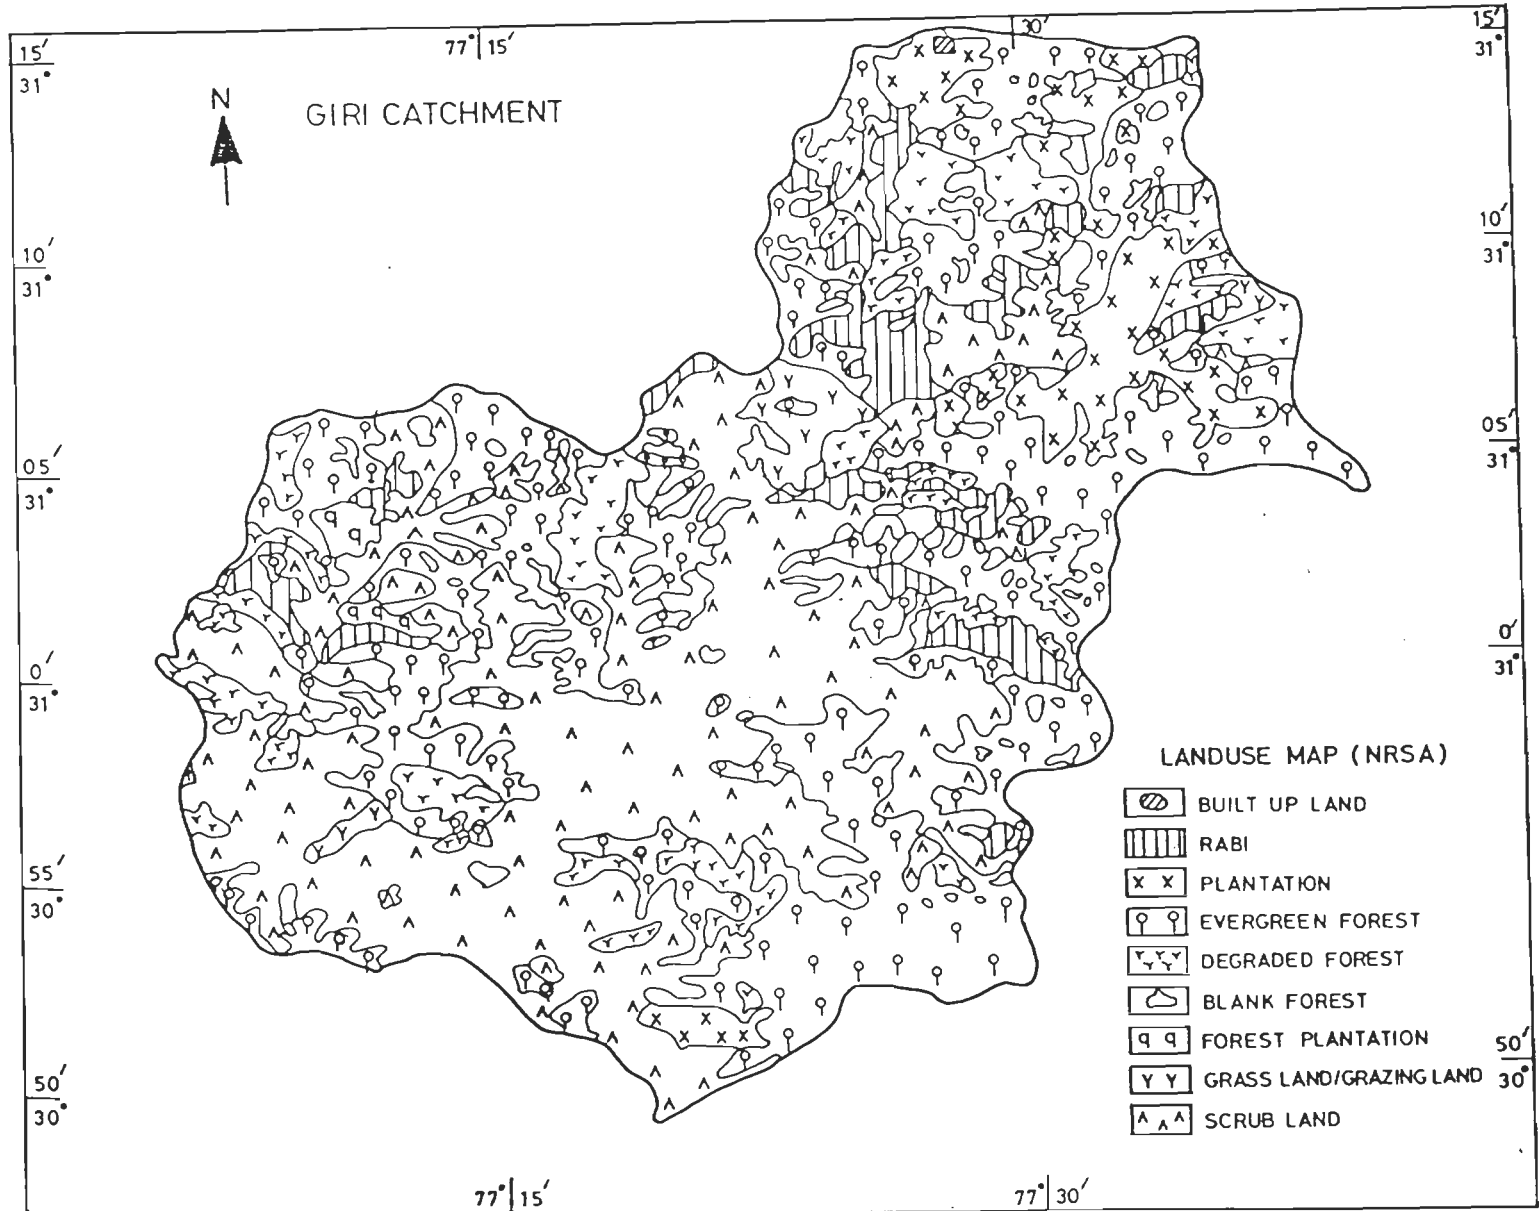 77° 15′
30′
15′
31°
15′
31°
N
GIRI CATCHMENT
10′
31°
10′
31°
05′
31°
05′
31°
0′
31°
0′
31°
LANDUSE MAP (NRSA)
BUILT UP LAND
RABI
PLANTATION
EVERGREEN FOREST
55′
30°
DEGRADED FOREST
BLANK FOREST
FOREST PLANTATION
50′
30°
GRASS LAND/GRAZING LAND
50′
30°
SCRUB LAND
77° 15′
77° 30′